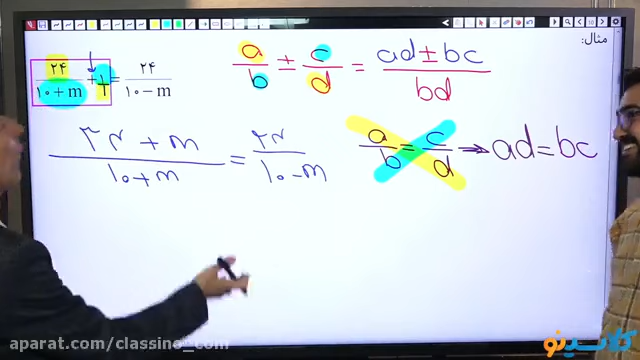 مثال:
۲۴/(۱۰+m) + ۱ = ۲۴/(۱۰−m)
a/b ± c/d = (ad ± bc)/bd
(۳۴+m)/(۱۰+m) = ۲۴/(۱۰−m)
a/b = c/d → ad = bc
aparat.com/classino_com
کلاسینو